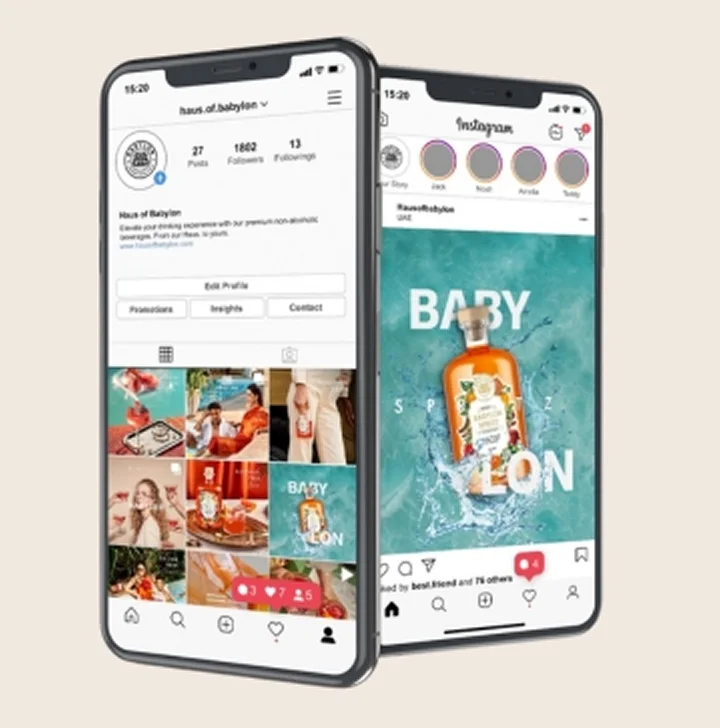 15:20
haus.of.babylon
27 1802 13
Posts Followers Followings
Haus of Babylon
Elevate your drinking experience with our premium non-alcoholic
beverages. From our Haus, to yours.
www.hausofbabylon.com
Edit Profile
Promotions Insights Contact
BABY
LON
3 7 5
15:20
Instagram
Your Story Jack Noah Amelia Teddy
Hausofbabylon
UAE
BABY
S P Z
BABYLON
SPRITZ
LON
4
liked by best.friend and 76 others